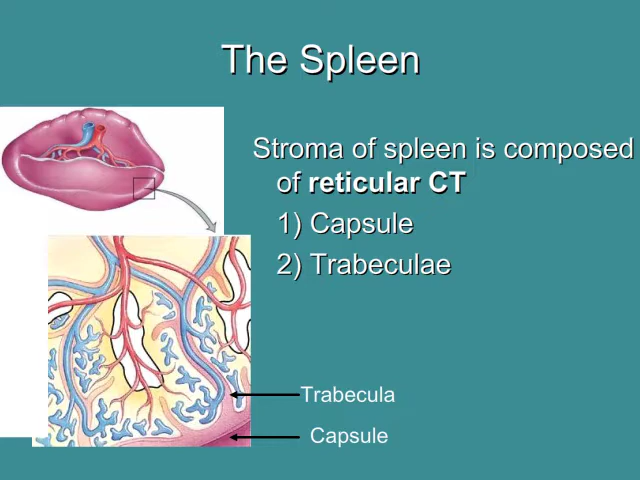 The Spleen
Stroma of spleen is composed
of reticular CT
1) Capsule
2) Trabeculae
Trabecula
Capsule